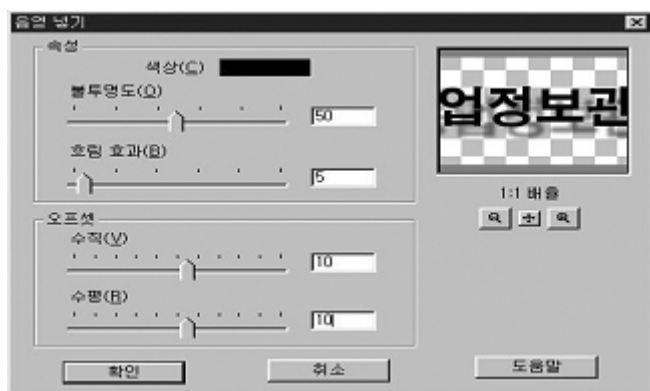 음영 넣기
속성
색상(C)
불투명도(O)
50
흐림 효과(B)
5
오프셋
수직(V)
10
수평(R)
10
확인
취소
업정보관
1:1 배율
도움말